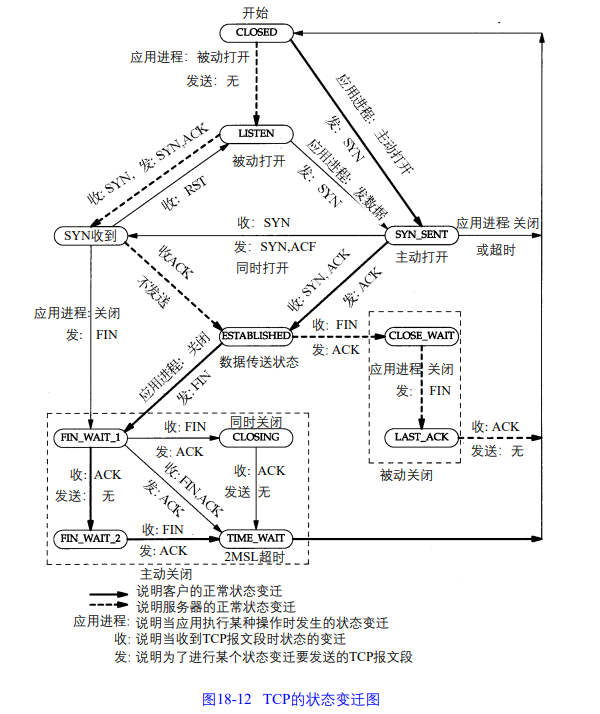 开始
CLOSED
应用进程：被动打开
发送：无
应用进程：主动打开
发：SYN
LISTEN
被动打开
收：SYN，发：SYN,ACK
收：RST
应用进程：发数据
发：SYN
SYN收到
收：SYN
发：SYN,ACF
同时打开
SYN_SENT
主动打开
应用进程 关闭
或超时
收ACK
不发送
收：SYN, ACK
发：ACK
应用进程：关闭
发：FIN
ESTABLISHED
数据传送状态
收：FIN
发：ACK
CLOSE_WAIT
应用进程 关闭
发：FIN
LAST_ACK
被动关闭
收：ACK
发送：无
应用进程：关闭
发：FIN
FIN_WAIT_1
收：FIN
发：ACK
同时关闭
CLOSING
收：ACK
发送：无
收：FIN,ACK
发：ACK
收：ACK
发送 无
FIN_WAIT_2
收：FIN
发：ACK
TIME_WAIT
2MSL超时
主动关闭
说明客户的正常状态变迁
说明服务器的正常状态变迁
应用进程：说明当应用执行某种操作时发生的状态变迁
收：说明当收到TCP报文段时状态的变迁
发：说明为了进行某个状态变迁要发送的TCP报文段
图18-12 TCP的状态变迁图